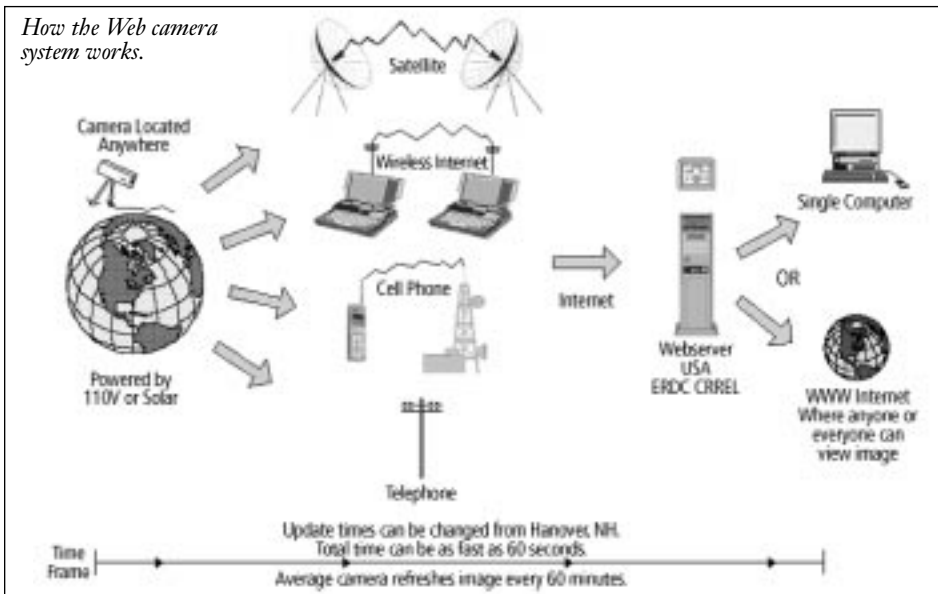 How the Web camera
system works.
Satellite
Camera Located
Anywhere
Wireless Internet
Cell Phone
Powered by
110V or Solar
Telephone
Internet
Webserver
USA
ERDC CRREL
Single Computer
OR
WWW Internet
Where anyone or
everyone can
view image
Update times can be changed from Hanover, NH.
Total time can be as fast as 60 seconds.
Time
Frame
Average camera refreshes image every 60 minutes.